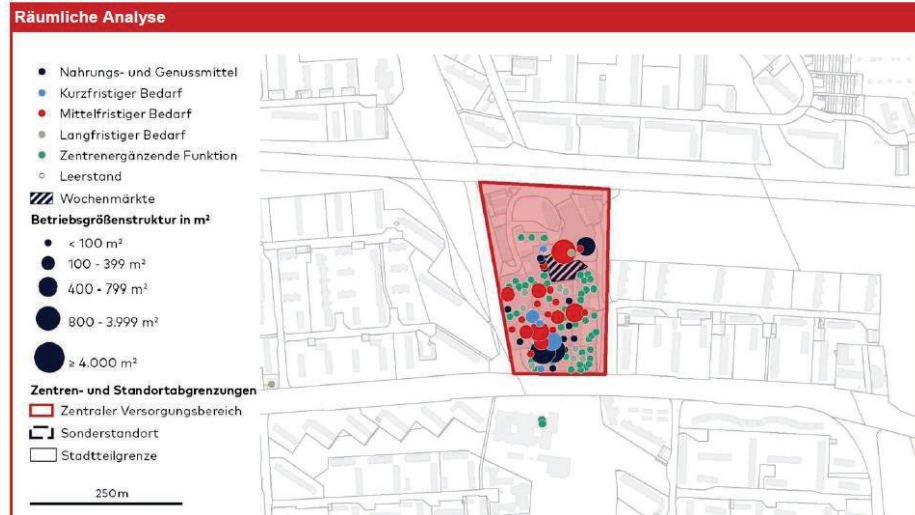 Räumliche Analyse
Nahrungs- und Genussmittel
Kurzfristiger Bedarf
Mittelfristiger Bedarf
Langfristiger Bedarf
Zentrenergänzende Funktion
Leerstand
Wochenmärkte
Betriebsgrößenstruktur in m²
< 100 m²
100 - 399 m²
400 - 799 m²
800 - 3.999 m²
≥ 4.000 m²
Zentren- und Standortabgrenzungen
Zentraler Versorgungsbereich
Sonderstandort
Stadtteilgrenze
250m